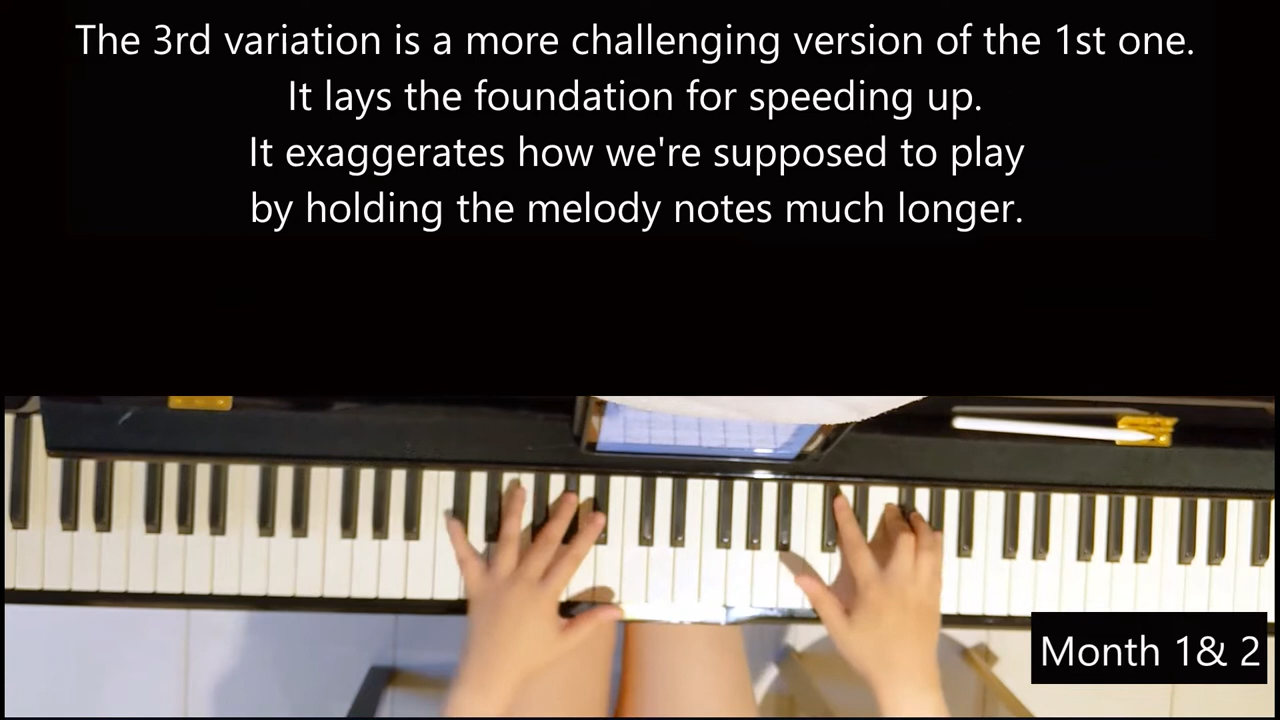 The 3rd variation is a more challenging version of the 1st one.
It lays the foundation for speeding up.
It exaggerates how we're supposed to play
by holding the melody notes much longer.
Month 1& 2